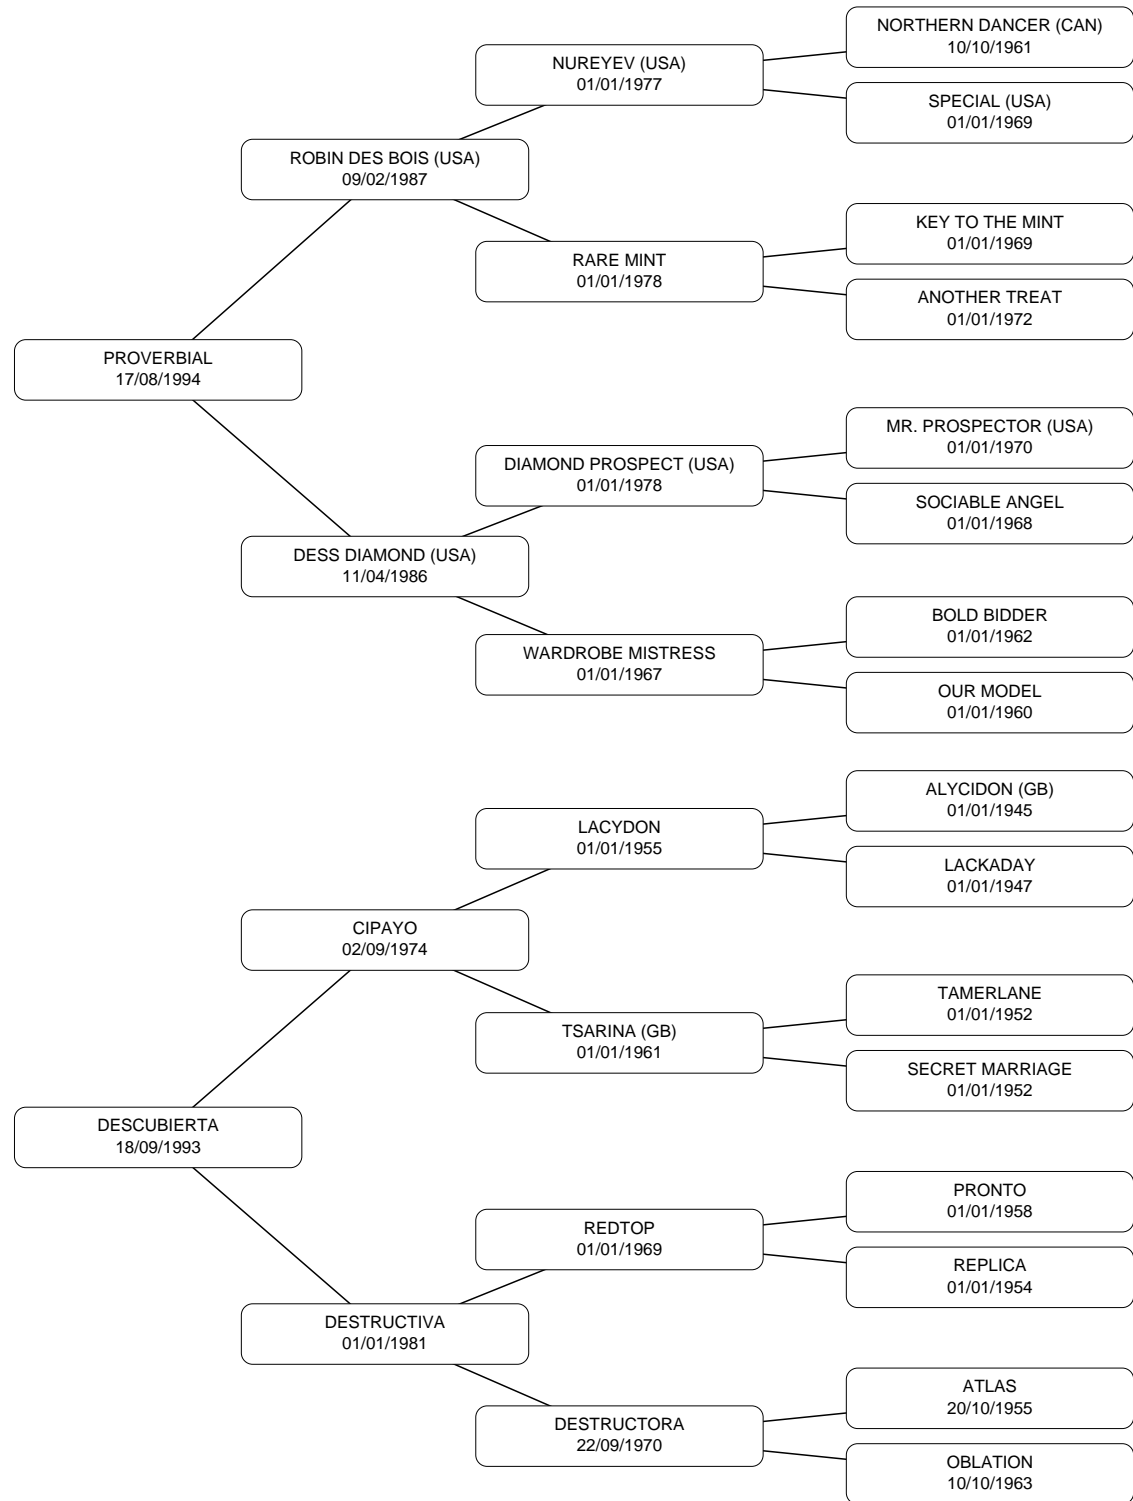 NORTHERN DANCER (CAN)
10/10/1961
NUREYEV (USA)
01/01/1977
SPECIAL (USA)
01/01/1969
ROBIN DES BOIS (USA)
09/02/1987
KEY TO THE MINT
01/01/1969
RARE MINT
01/01/1978
ANOTHER TREAT
01/01/1972
PROVERBIAL
17/08/1994
MR. PROSPECTOR (USA)
01/01/1970
DIAMOND PROSPECT (USA)
01/01/1978
SOCIABLE ANGEL
01/01/1968
DESS DIAMOND (USA)
11/04/1986
BOLD BIDDER
01/01/1962
WARDROBE MISTRESS
01/01/1967
OUR MODEL
01/01/1960
ALYCIDON (GB)
01/01/1945
LACYDON
01/01/1955
LACKADAY
01/01/1947
CIPAYO
02/09/1974
TAMERLANE
01/01/1952
TSARINA (GB)
01/01/1961
SECRET MARRIAGE
01/01/1952
DESCUBIERTA
18/09/1993
PRONTO
01/01/1958
REDTOP
01/01/1969
REPLICA
01/01/1954
DESTRUCTIVA
01/01/1981
ATLAS
20/10/1955
DESTRUCTORA
22/09/1970
OBLATION
10/10/1963